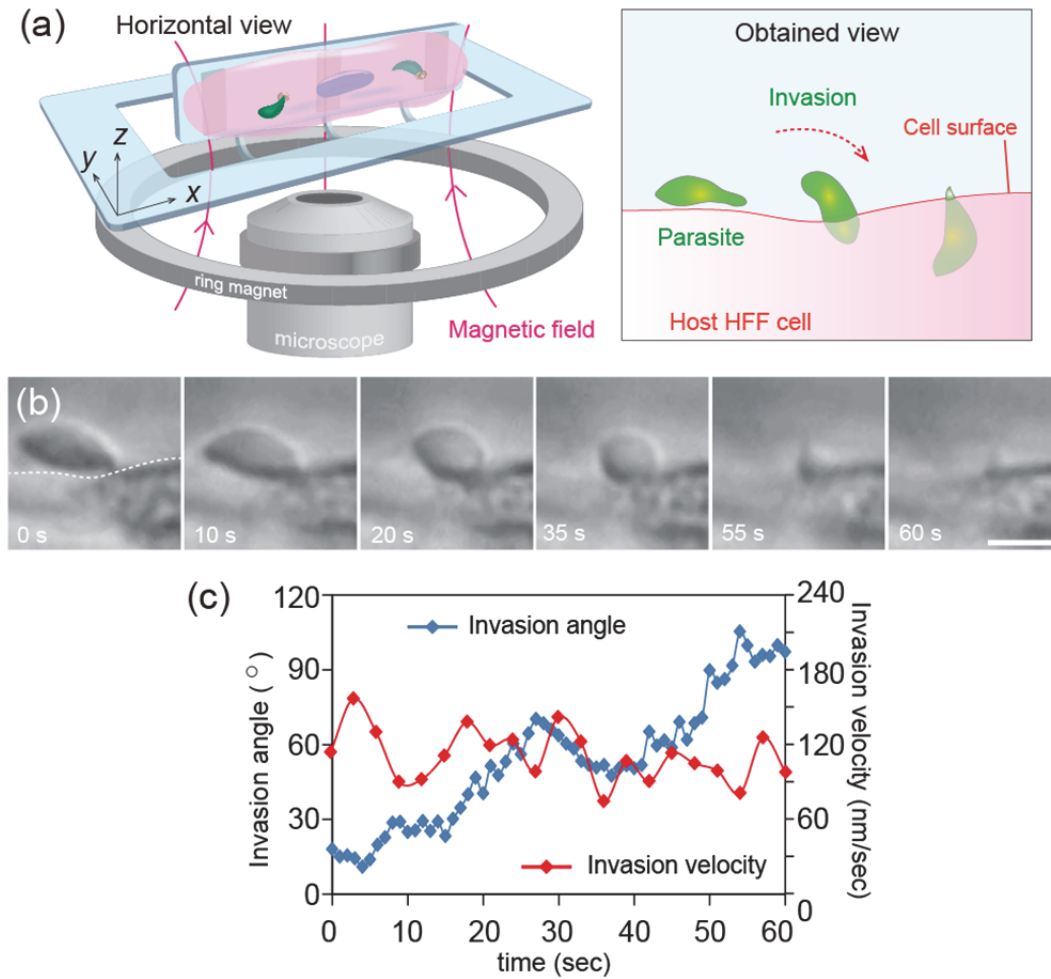 (a)
Horizontal view
z
y
x
ring magnet
microscope
Magnetic field
Obtained view
Invasion
Cell surface
Parasite
Host HFF cell
(b)
0 s
10 s
20 s
35 s
55 s
60 s
(c)
Invasion angle ( ° )
120
90
60
30
0
Invasion angle
Invasion velocity
240
180
120
60
0
Invasion velocity (nm/sec)
0
10
20
30
40
50
60
time (sec)